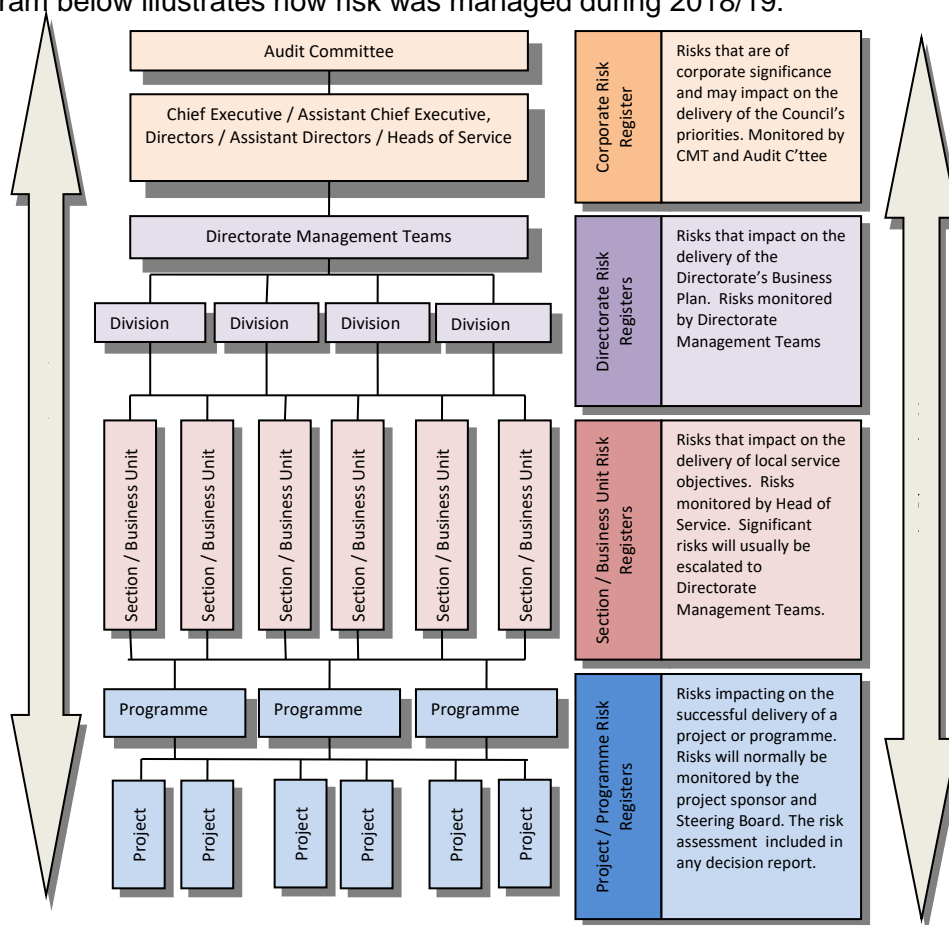 ram below illustrates how risk was managed during 2018/19.
Audit Committee
Chief Executive / Assistant Chief Executive,
Directors / Assistant Directors / Heads of Service
Corporate Risk
Register
Risks that are of
corporate significance
and may impact on the
delivery of the Council's
priorities. Monitored by
CMT and Audit C'ttee
Directorate Management Teams
Division
Division
Division
Division
Directorate Risk
Registers
Risks that impact on the
delivery of the
Directorate's Business
Plan. Risks monitored
by Directorate
Management Teams
Section / Business Unit
Section / Business Unit
Section / Business Unit
Section / Business Unit
Section / Business Unit
Section / Business Unit
Section / Business Unit Risk
Registers
Risks that impact on the
delivery of local service
objectives. Risks
monitored by Head of
Service. Significant
risks will usually be
escalated to
Directorate
Management Teams.
Programme
Programme
Programme
Project
Project
Project
Project
Project
Project
Project / Programme Risk
Registers
Risks impacting on the
successful delivery of a
project or programme.
Risks will normally be
monitored by the
project sponsor and
Steering Board. The risk
assessment included in
any decision report.